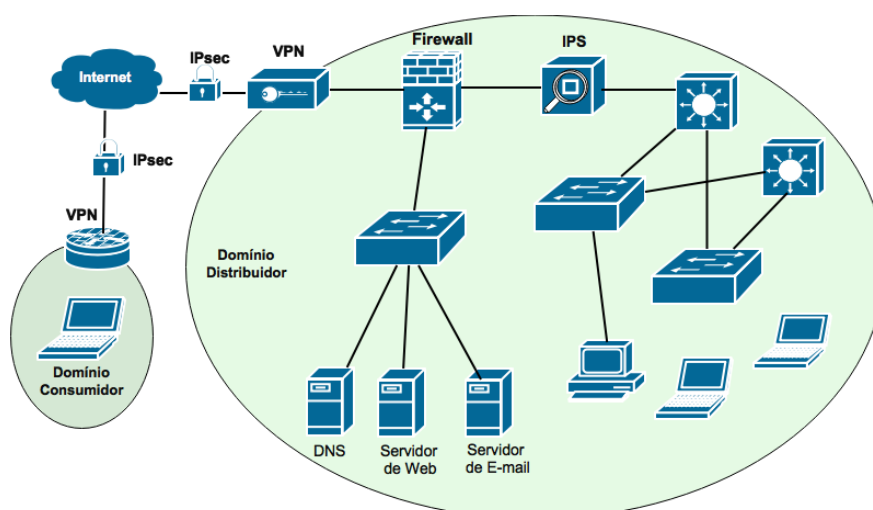 Firewall
IPS
VPN
IPsec
Internet
IPsec
VPN
Domínio
Distribuidor
Domínio
Consumidor
DNS
Servidor
de Web
Servidor
de E-mail